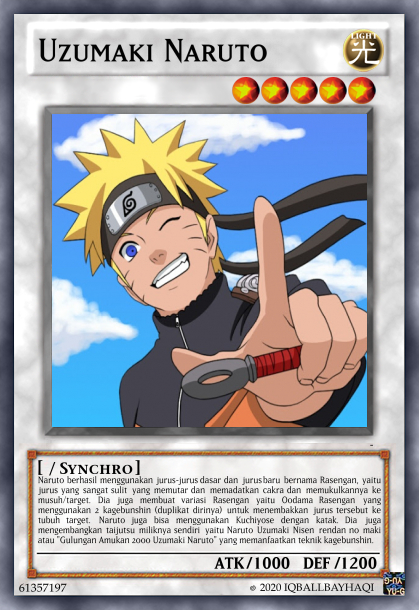 UZUMAKI NARUTO
LIGHT
光
[ / SYNCHRO]
Naruto berhasil menggunakan jurus-jurus dasar dan jurus baru bernama Rasengan, yaitu
jurus yang sangat sulit yang memutar dan memadatkan cakra dan memukulkannya ke
musuh/target. Dia juga membuat variasi Rasengan yaitu Oodama Rasengan yang
menggunakan 2 kagebunshin (duplikat dirinya) untuk menembakkan jurus tersebut ke
tubuh target. Naruto juga bisa menggunakan Kuchiyose dengan katak. Dia juga
mengembangkan taijutsu miliknya sendiri yaitu Naruto Uzumaki Nisen rendan no maki
atau "Gulungan Amukan 2000 Uzumaki Naruto" yang memanfaatkan teknik kagebunshin.
ATK/1000 DEF/1200
61357197
© 2020 IQBALLBAYHAQI
YU-G